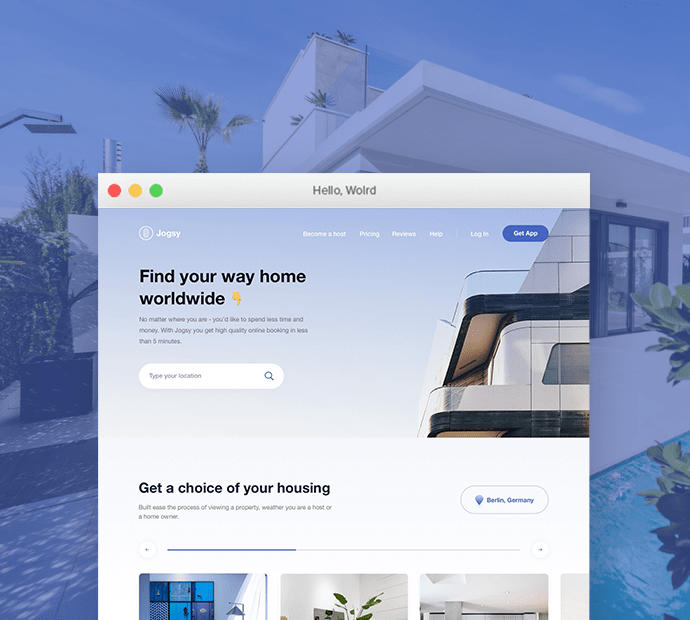 Hello, Wolrd
Jogsy
Become a host
Pricing
Reviews
Help
Log In
Get App
Find your way home
worldwide 👇
No matter where you are - you'd like to spend less time and
money. With Jogsy you get high quality online booking in less
than 5 minutes.
Type your location
Get a choice of your housing
Built ease the process of viewing a property, weather you are a host or
a home owner.
Berlin, Germany